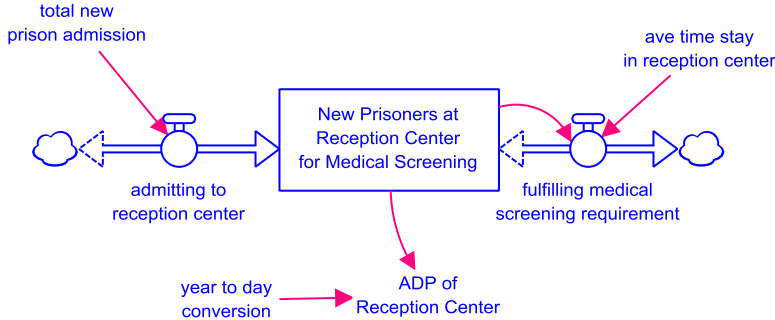 total new
prison admission
ave time stay
in reception center
New Prisoners at
Reception Center
for Medical Screening
admitting to
reception center
fulfilling medical
screening requirement
year to day
conversion
ADP of
Reception Center